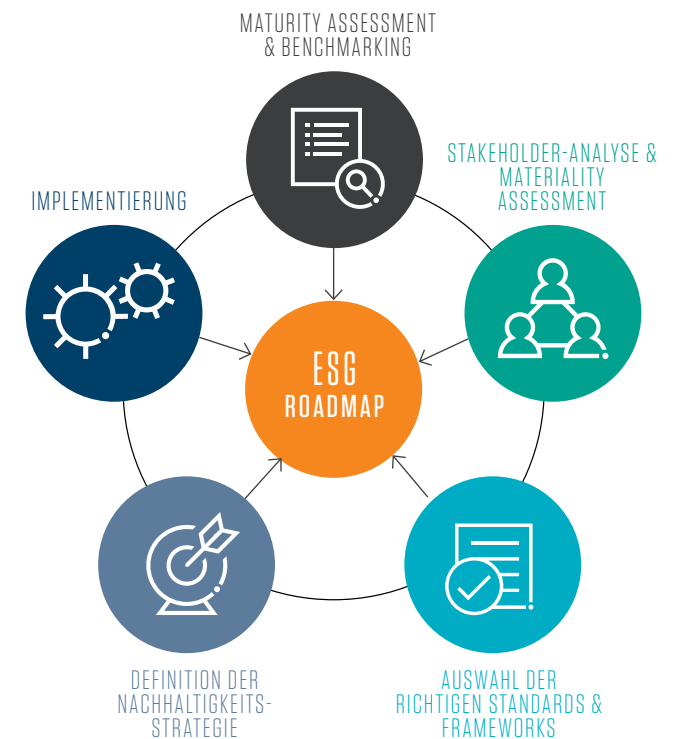 MATURITY ASSESSMENT
& BENCHMARKING
STAKEHOLDER-ANALYSE &
MATERIALITY
ASSESSMENT
IMPLEMENTIERUNG
ESG
ROADMAP
DEFINITION DER
NACHHALTIGKEITS-
STRATEGIE
AUSWAHL DER
RICHTIGEN STANDARDS &
FRAMEWORKS